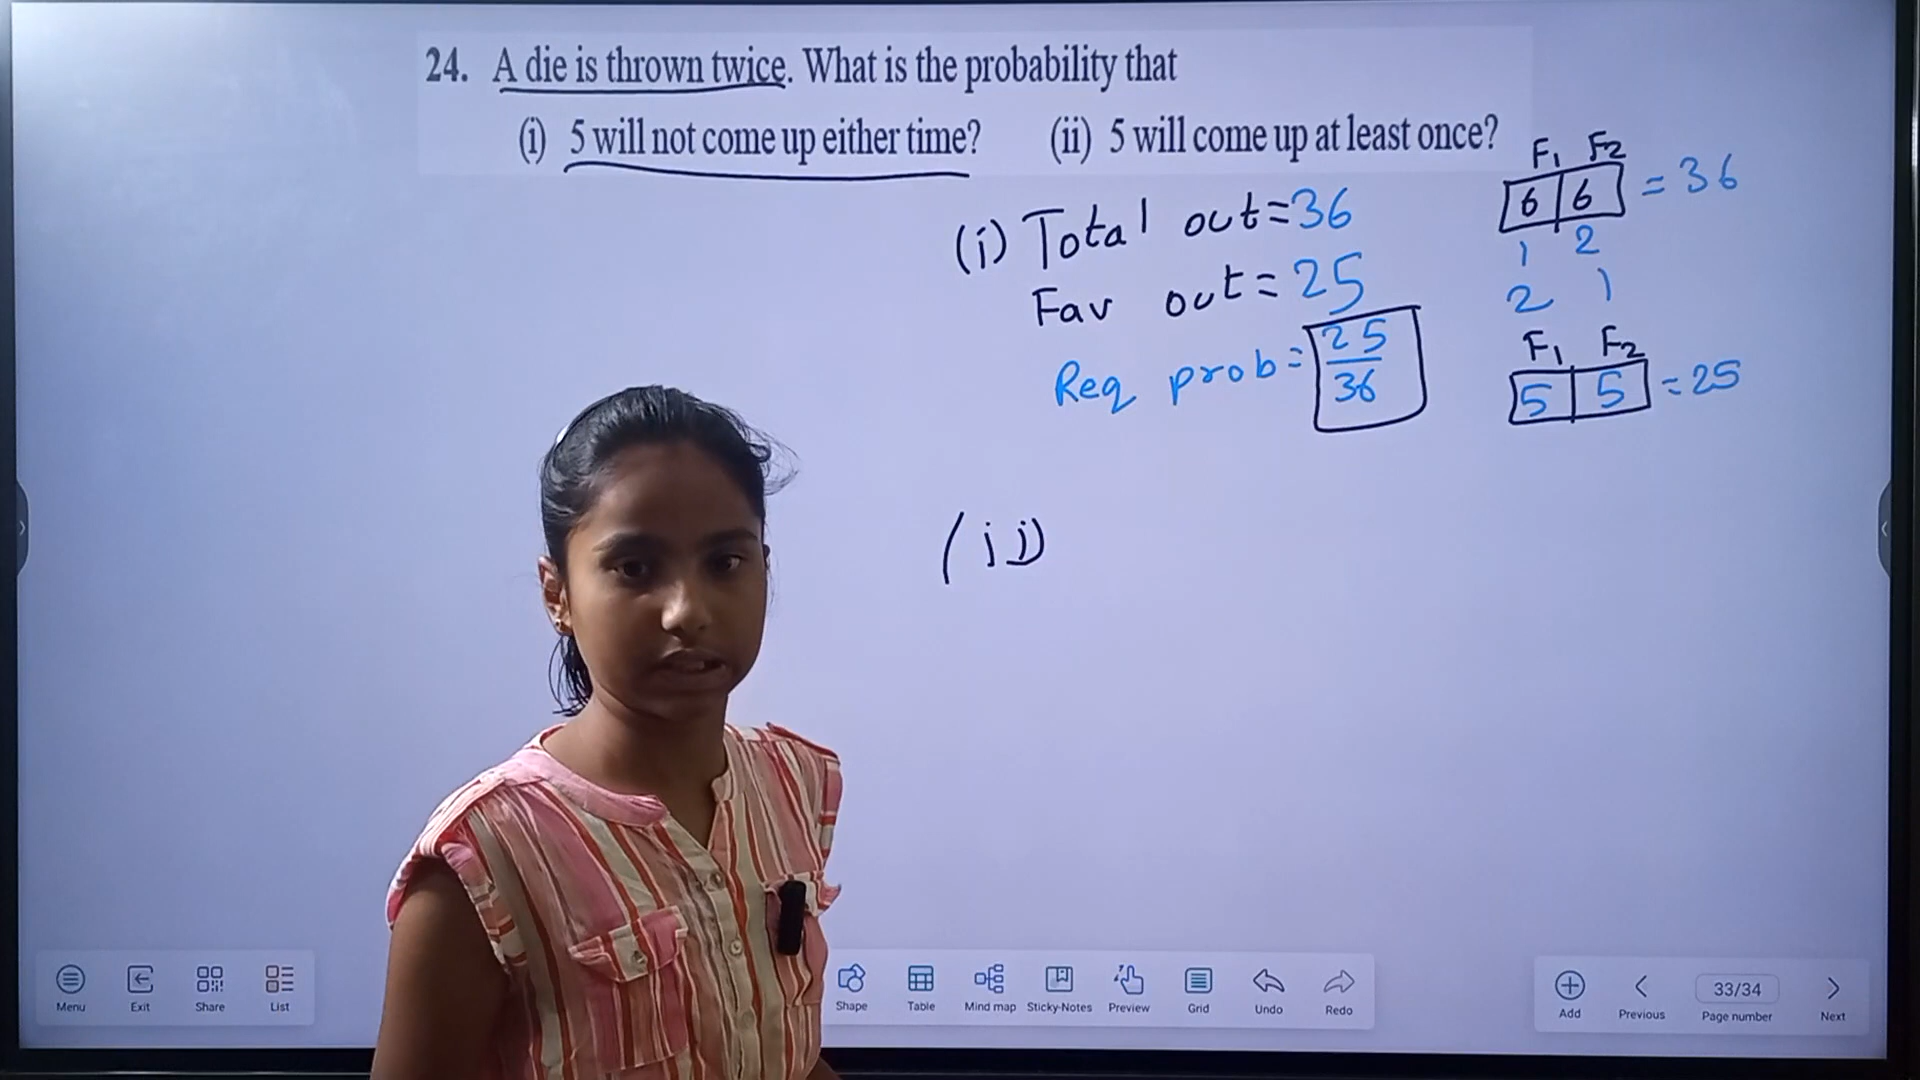 24. A die is thrown twice. What is the probability that
(i) 5 will not come up either time? (ii) 5 will come up at least once?
F1 F2
6 6 = 36
1 2
2 1
(i) Total out = 36
Fav out = 25
Req prob = 25/36
F1 F2
5 5 = 25
(ii)
Menu Exit Share List Shape Table Mind map Sticky-Notes Preview Grid Undo Redo Add Previous 33/34 Page number Next